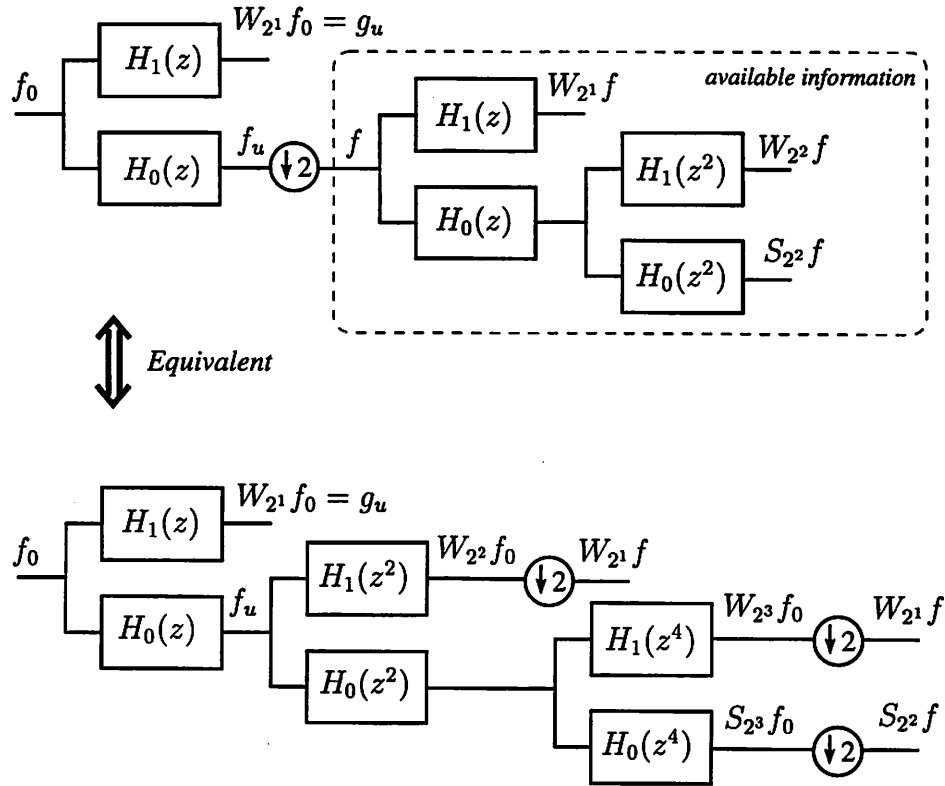 W_{2^1} f_0 = g_u
H_1(z)
available information
f_0
W_{2^1} f
H_1(z)
f_u
f
H_0(z)
↓2
W_{2^2} f
H_1(z^2)
H_0(z)
S_{2^2} f
H_0(z^2)
Equivalent
W_{2^1} f_0 = g_u
H_1(z)
f_0
W_{2^2} f_0
W_{2^1} f
H_1(z^2)
↓2
f_u
H_0(z)
W_{2^3} f_0
W_{2^1} f
H_1(z^4)
↓2
H_0(z^2)
S_{2^3} f_0
S_{2^2} f
H_0(z^4)
↓2